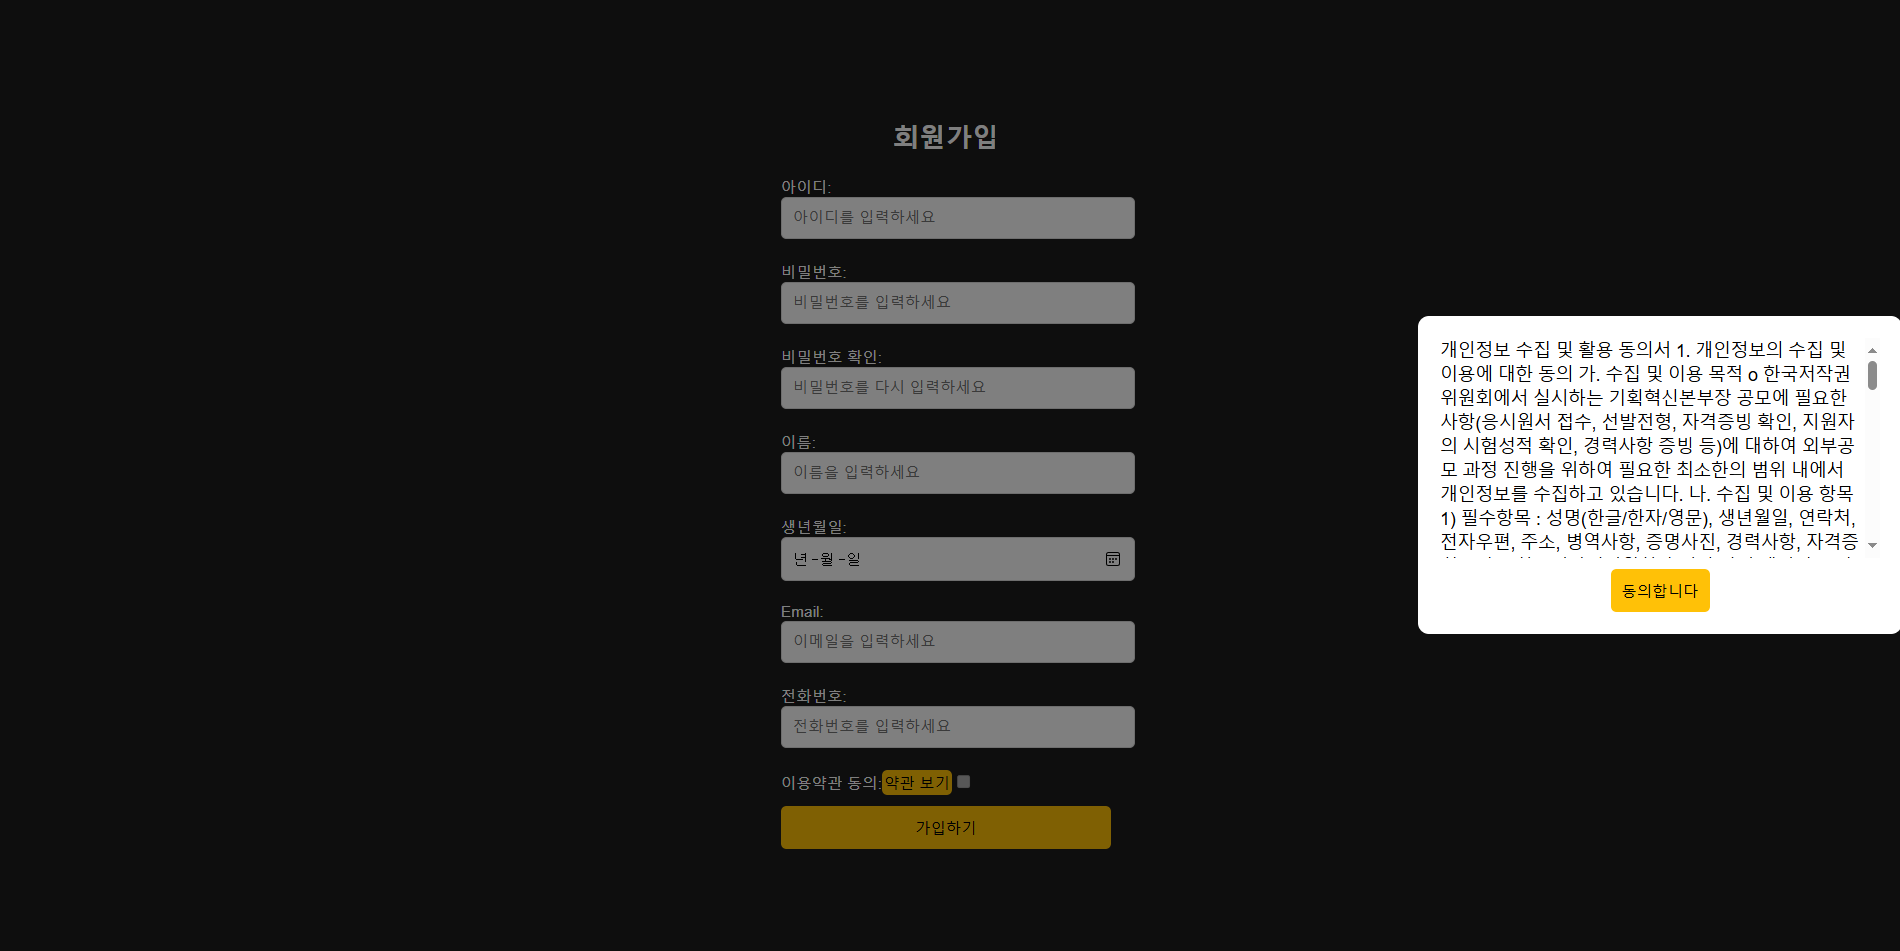 회원가입
아이디:
아이디를 입력하세요
비밀번호:
비밀번호를 입력하세요
비밀번호 확인:
비밀번호를 다시 입력하세요
이름:
이름을 입력하세요
생년월일:
년-월-일
Email:
이메일을 입력하세요
전화번호:
전화번호를 입력하세요
이용약관 동의:약관 보기
가입하기
개인정보 수집 및 활용 동의서 1. 개인정보의 수집 및
이용에 대한 동의 가. 수집 및 이용 목적 o 한국저작권
위원회에서 실시하는 기획혁신본부장 공모에 필요한
사항(응시원서 접수, 선발전형, 자격증빙 확인, 지원자
의 시험성적 확인, 경력사항 증빙 등)에 대하여 외부공
모 과정 진행을 위하여 필요한 최소한의 범위 내에서
개인정보를 수집하고 있습니다. 나. 수집 및 이용 항목
1) 필수항목 : 성명(한글/한자/영문), 생년월일, 연락처,
전자우편, 주소, 병역사항, 증명사진, 경력사항, 자격증
동의합니다